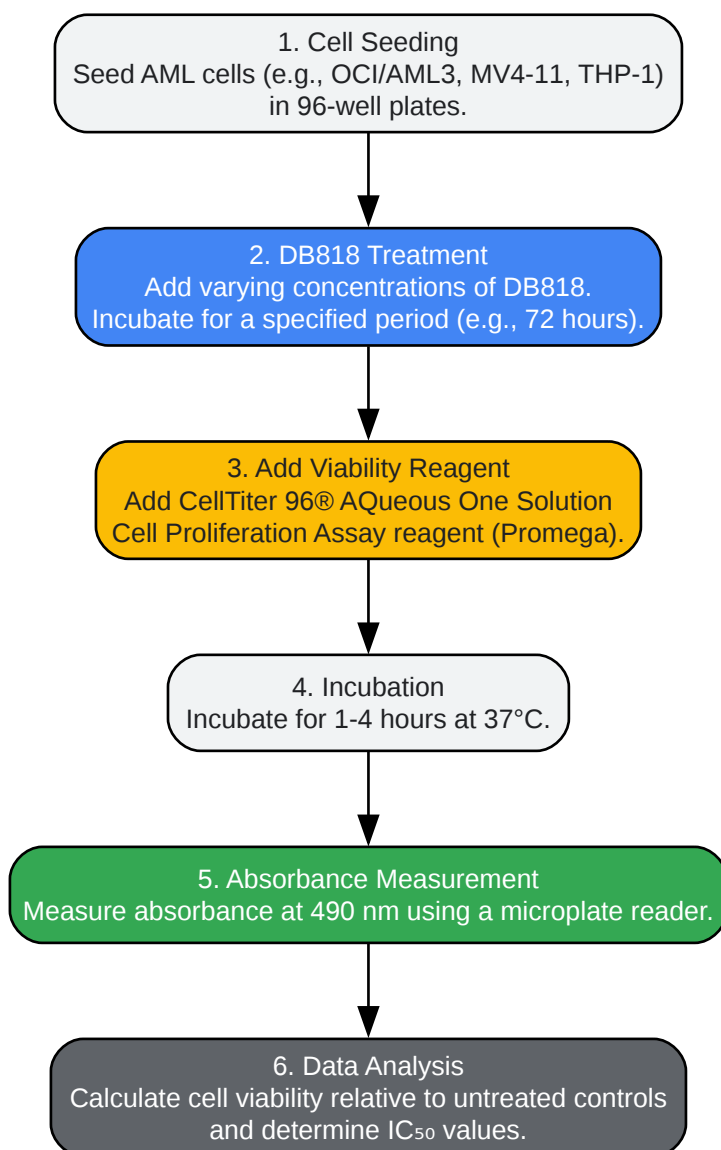 1. Cell Seeding
Seed AML cells (e.g., OCI/AML3, MV4-11, THP-1)
in 96-well plates.
2. DB818 Treatment
Add varying concentrations of DB818.
Incubate for a specified period (e.g., 72 hours).
3. Add Viability Reagent
Add CellTiter 96® AQueous One Solution
Cell Proliferation Assay reagent (Promega).
4. Incubation
Incubate for 1-4 hours at 37°C.
5. Absorbance Measurement
Measure absorbance at 490 nm using a microplate reader.
6. Data Analysis
Calculate cell viability relative to untreated controls
and determine IC₅₀ values.